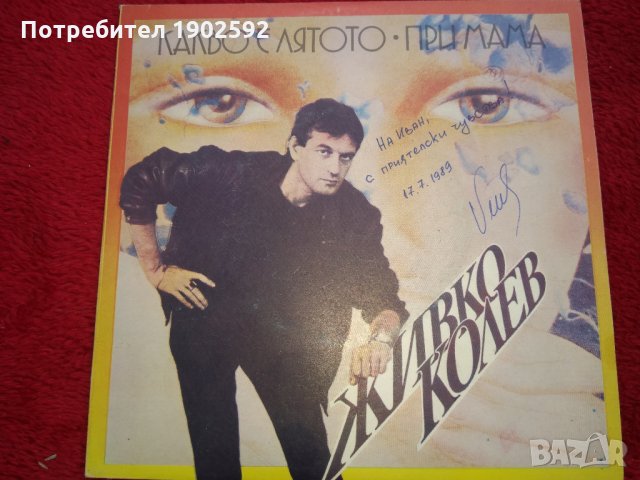 Потребител 1902592
КАКВО Е ЛЯТОТО · ПРИ МАМА
НА ИВАН,
С ПРИЯТЕЛСКИ ЧУВСТВА!
17.7.1989
ЖИВКО
КОЛЕВ
BAZAR